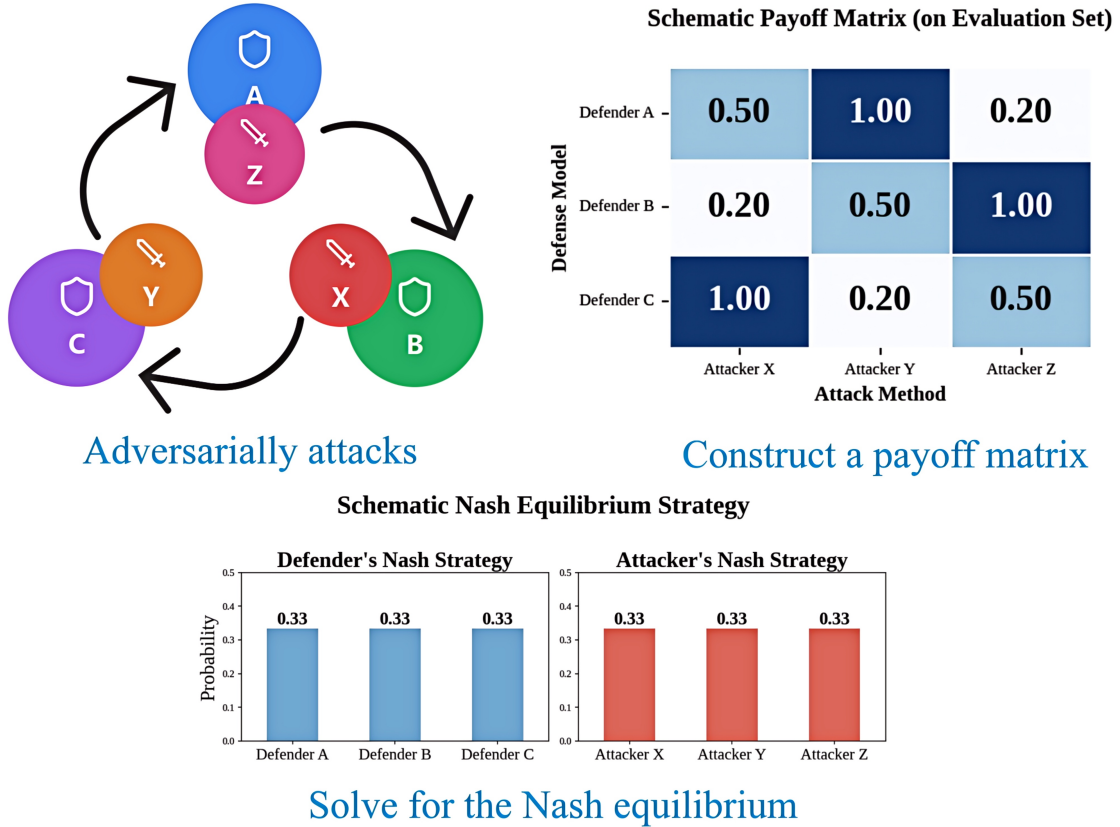 A
Z
Y
C
X
B
Adversarially attacks
Schematic Payoff Matrix (on Evaluation Set)
Defense Model
Defender A 0.50 1.00 0.20
Defender B 0.20 0.50 1.00
Defender C 1.00 0.20 0.50
Attacker X Attacker Y Attacker Z
Attack Method
Construct a payoff matrix
Schematic Nash Equilibrium Strategy
Defender's Nash Strategy
Probability
0.5
0.4
0.3
0.2
0.1
0.0
0.33 0.33 0.33
Defender A Defender B Defender C
Attacker's Nash Strategy
0.5
0.4
0.3
0.2
0.1
0.0
0.33 0.33 0.33
Attacker X Attacker Y Attacker Z
Solve for the Nash equilibrium